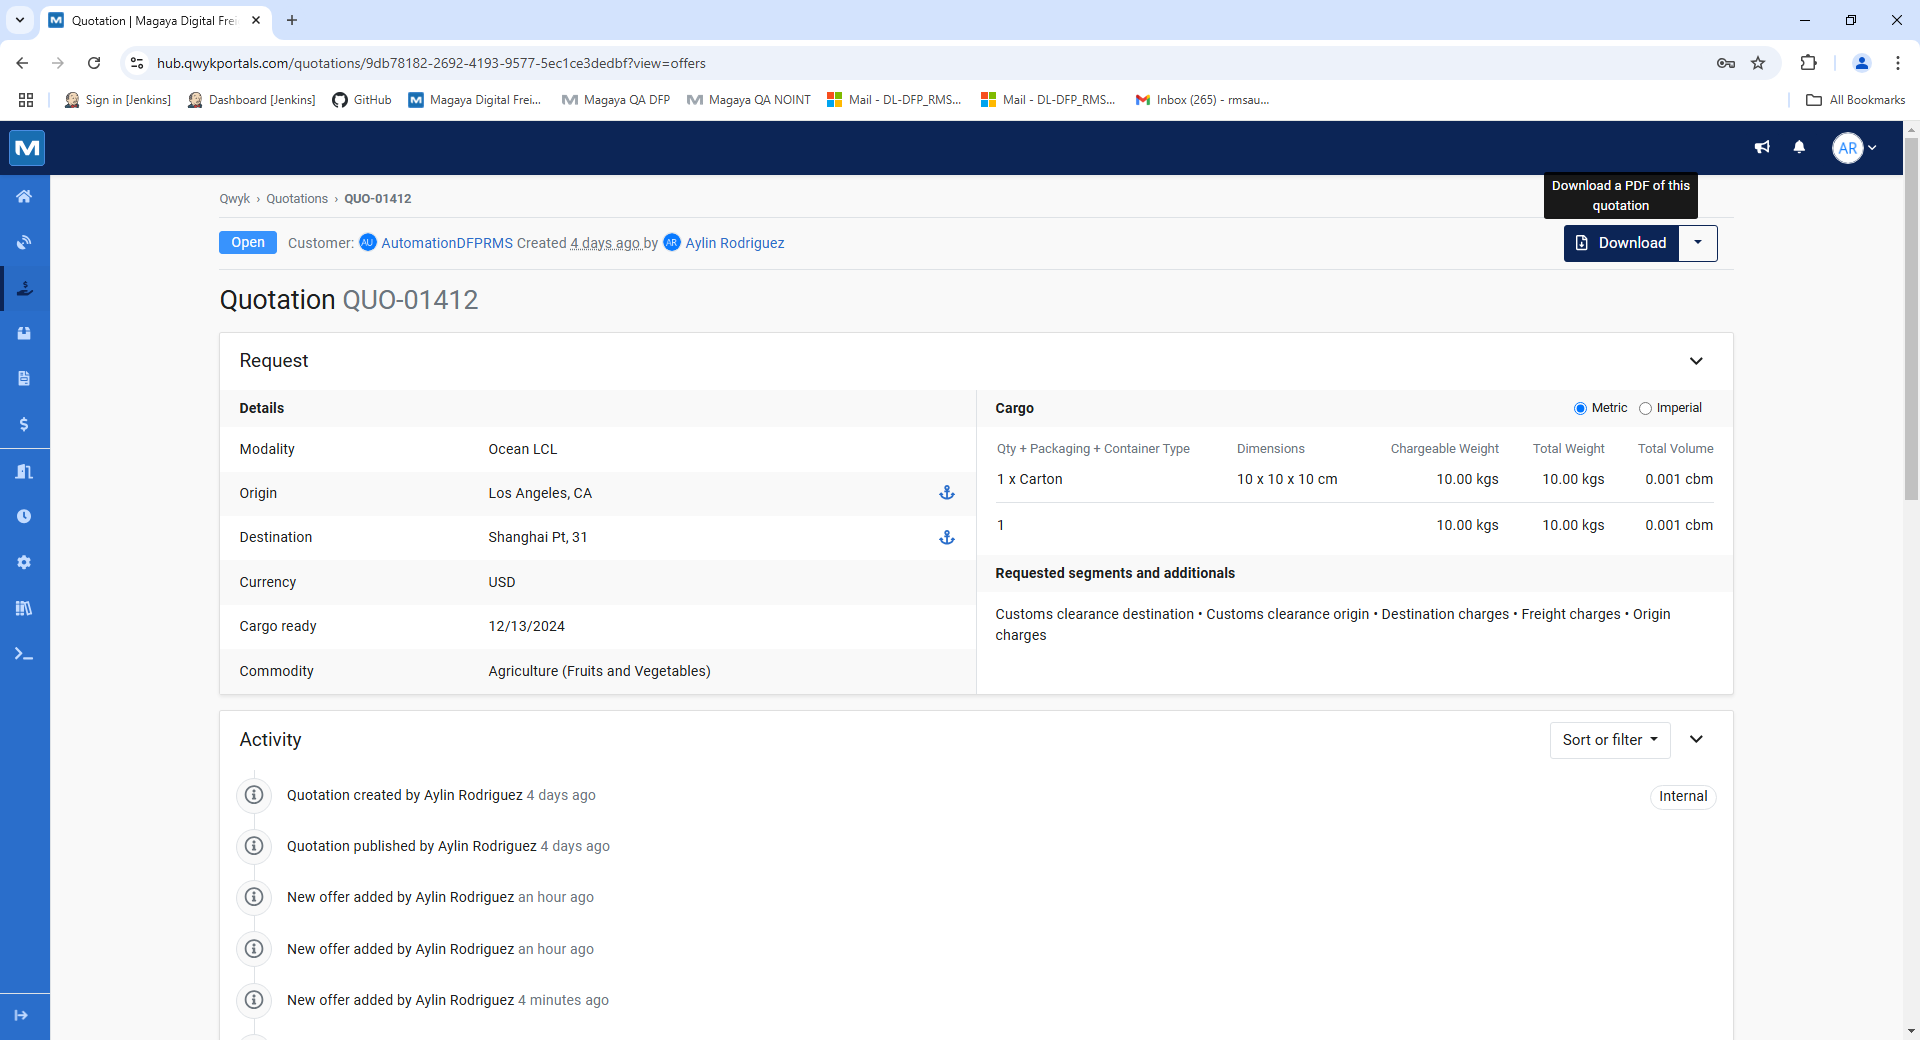 Quotation | Magaya Digital Frei
hub.qwykportals.com/quotations/9db78182-2692-4193-9577-5ec1ce3dedbf?view=offers
Sign in [Jenkins]
Dashboard [Jenkins]
GitHub
Magaya Digital Frei...
Magaya QA DFP
Magaya QA NOINT
Mail - DL-DFP_RMS...
Mail - DL-DFP_RMS...
Inbox (265) - rmsau...
All Bookmarks
AR
Download a PDF of this
quotation
Qwyk › Quotations › QUO-01412
Open
Customer: AU AutomationDFPRMS Created 4 days ago by AR Aylin Rodriguez
Download
Quotation QUO-01412
Request
Details
Modality Ocean LCL
Origin Los Angeles, CA
Destination Shanghai Pt, 31
Currency USD
Cargo ready 12/13/2024
Commodity Agriculture (Fruits and Vegetables)
Cargo
Metric Imperial
Qty + Packaging + Container Type Dimensions Chargeable Weight Total Weight Total Volume
1 x Carton 10 x 10 x 10 cm 10.00 kgs 10.00 kgs 0.001 cbm
1 10.00 kgs 10.00 kgs 0.001 cbm
Requested segments and additionals
Customs clearance destination • Customs clearance origin • Destination charges • Freight charges • Origin
charges
Activity
Sort or filter
Quotation created by Aylin Rodriguez 4 days ago
Internal
Quotation published by Aylin Rodriguez 4 days ago
New offer added by Aylin Rodriguez an hour ago
New offer added by Aylin Rodriguez an hour ago
New offer added by Aylin Rodriguez 4 minutes ago